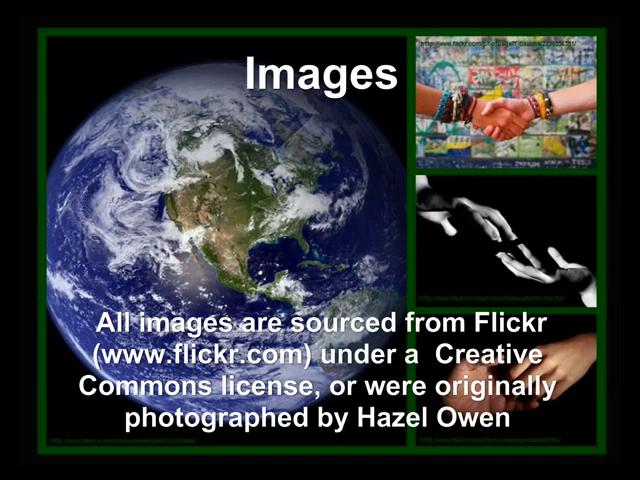 Images
All images are sourced from Flickr
(www.flickr.com) under a Creative
Commons license, or were originally
photographed by Hazel Owen